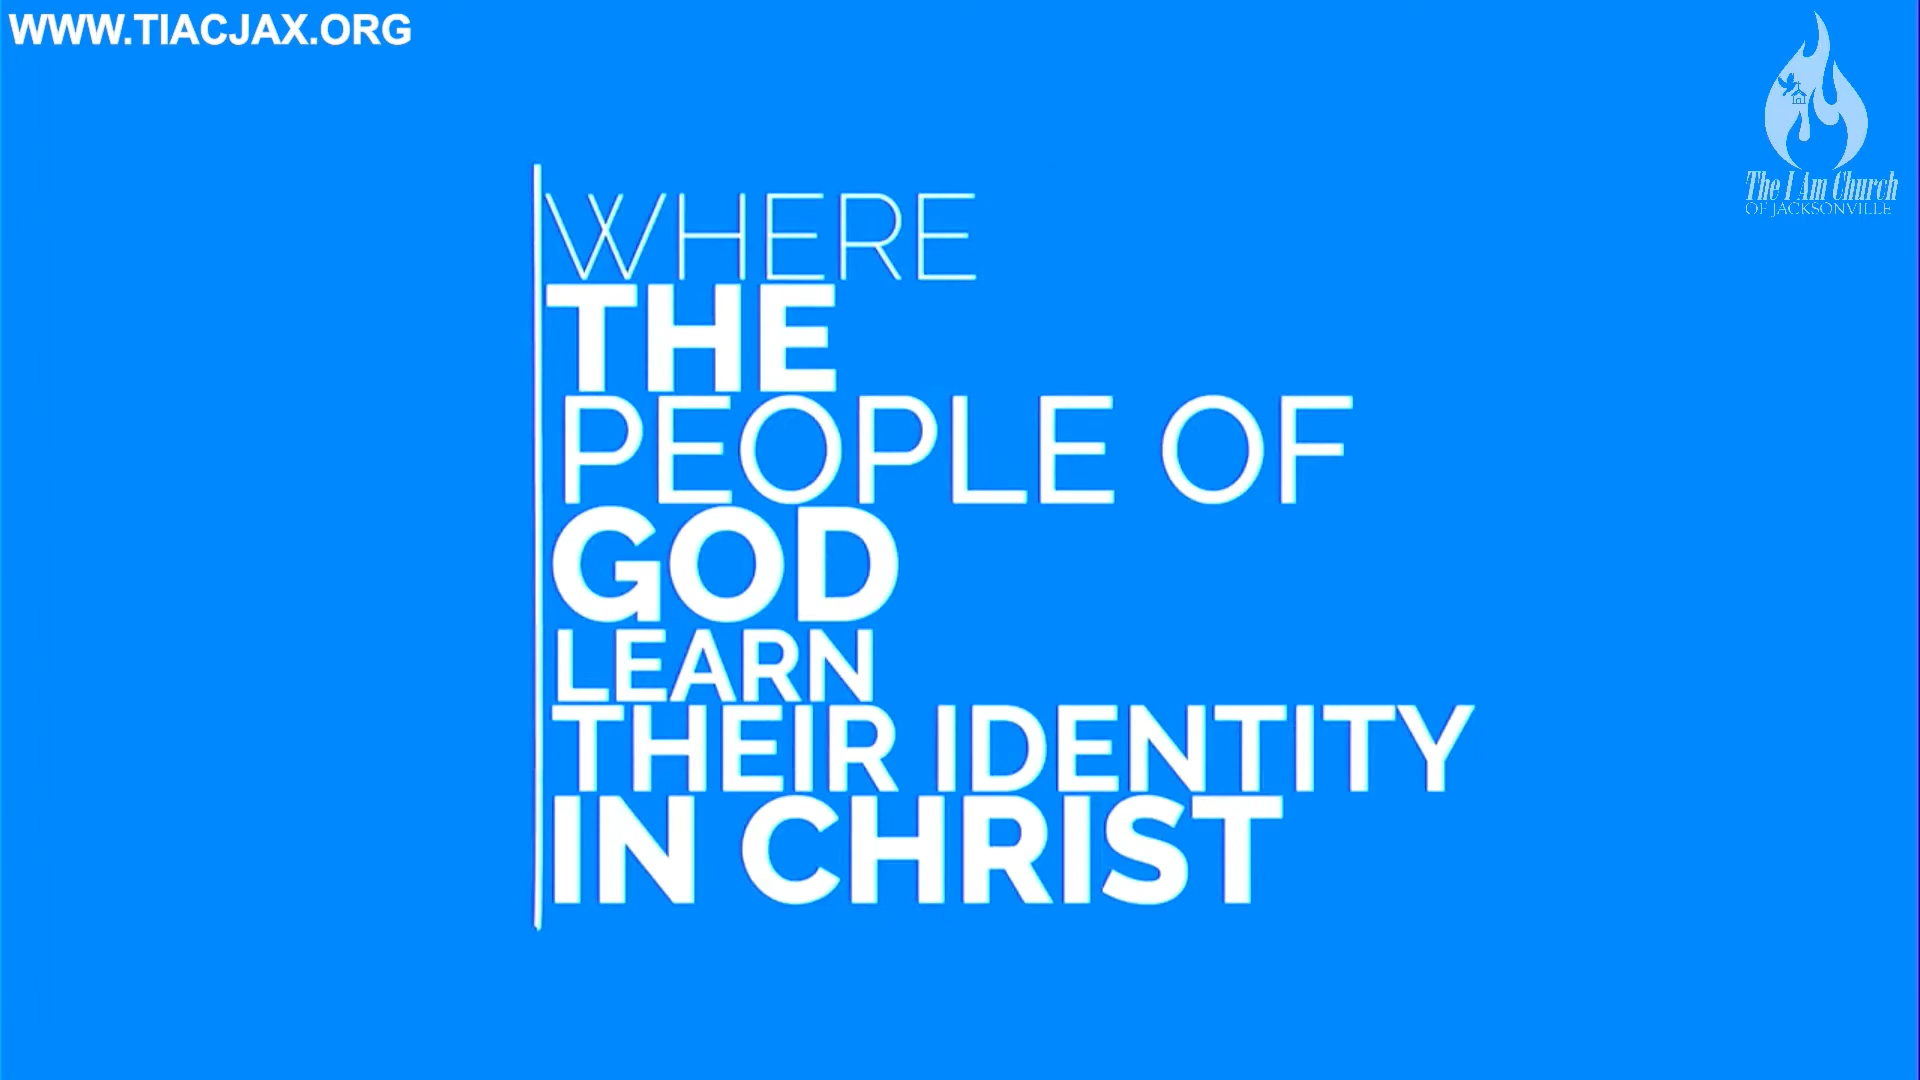 WWW.TIACJAX.ORG
The I Am Church
OF JACKSONVILLE
WHERE
THE
PEOPLE OF
GOD
LEARN
THEIR IDENTITY
IN CHRIST